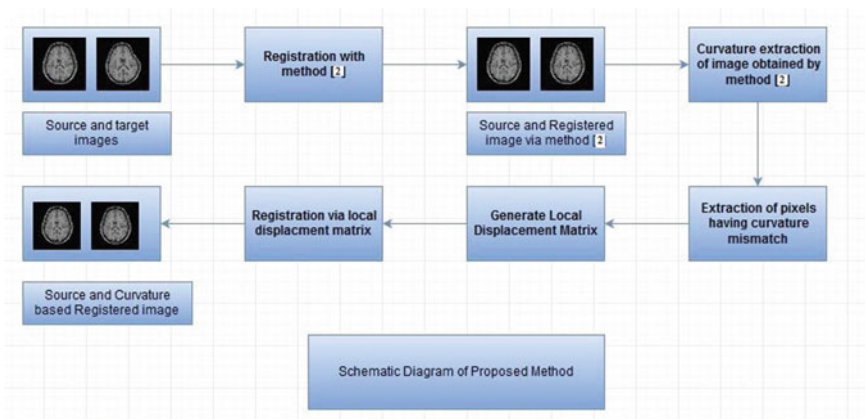 Registration with
method [2]
Curvature extraction
of image obtained by
method [2]
Source and target
images
Source and Registered
image via method [2
Registration via local
displacment matrix
Generate Local
Displacement Matrix
Extraction of pixels
having curvature
mismatch
Source and Curvature
based Registered image
Schematic Diagram of Proposed Method